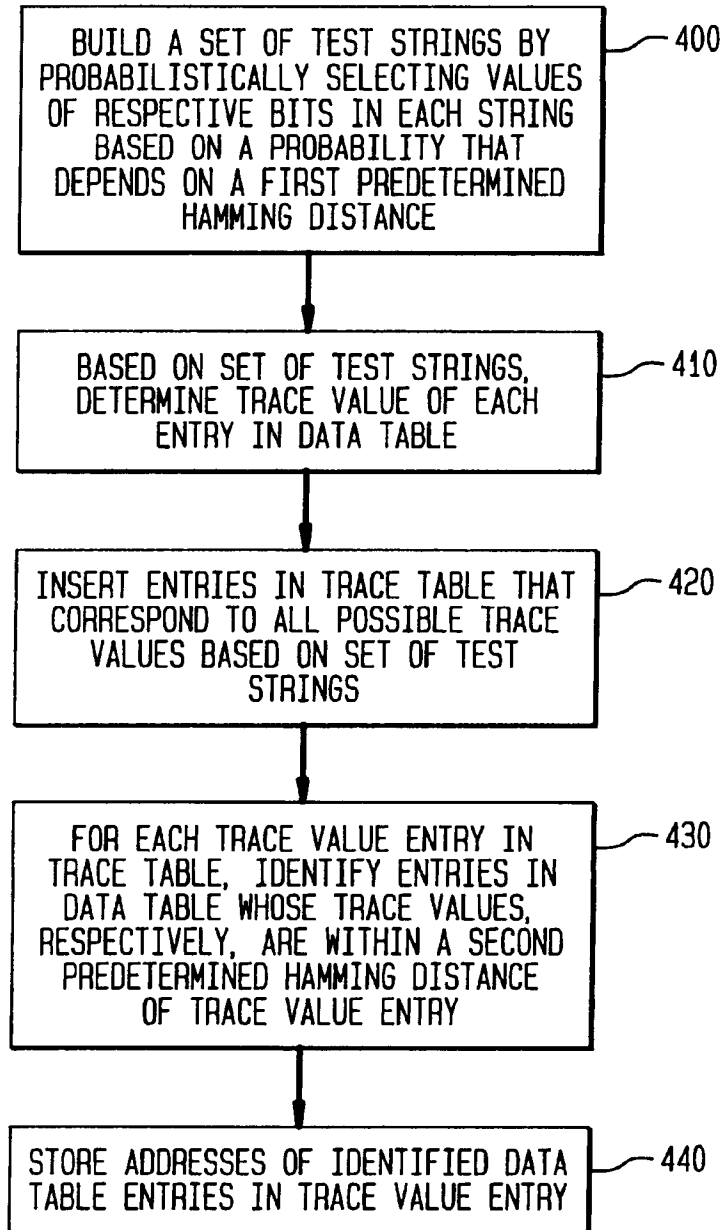 BUILD A SET OF TEST STRINGS BY
PROBABILISTICALLY SELECTING VALUES
OF RESPECTIVE BITS IN EACH STRING
BASED ON A PROBABILITY THAT
DEPENDS ON A FIRST PREDETERMINED
HAMMING DISTANCE
400
BASED ON SET OF TEST STRINGS,
DETERMINE TRACE VALUE OF EACH
ENTRY IN DATA TABLE
410
INSERT ENTRIES IN TRACE TABLE THAT
CORRESPOND TO ALL POSSIBLE TRACE
VALUES BASED ON SET OF TEST
STRINGS
420
FOR EACH TRACE VALUE ENTRY IN
TRACE TABLE, IDENTIFY ENTRIES IN
DATA TABLE WHOSE TRACE VALUES,
RESPECTIVELY, ARE WITHIN A SECOND
PREDETERMINED HAMMING DISTANCE
OF TRACE VALUE ENTRY
430
STORE ADDRESSES OF IDENTIFIED DATA
TABLE ENTRIES IN TRACE VALUE ENTRY
440